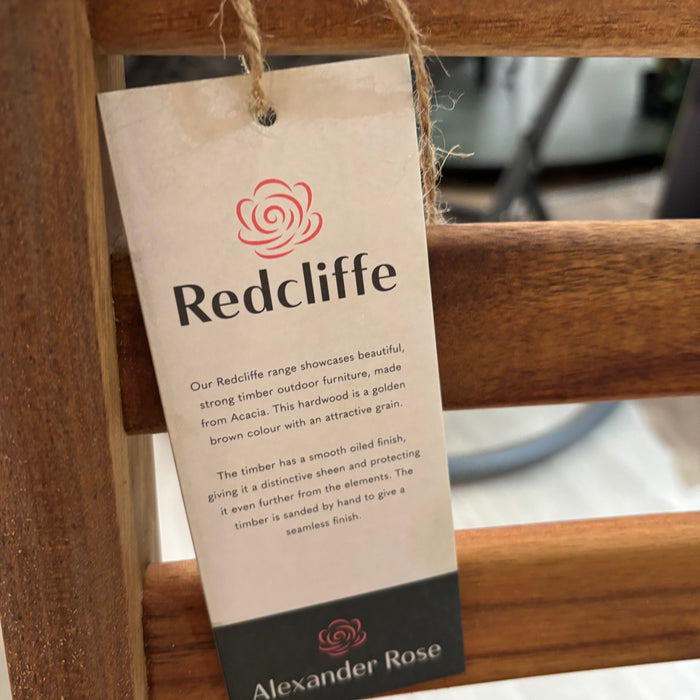 Redcliffe
Our Redcliffe range showcases beautiful,
strong timber outdoor furniture, made
from Acacia. This hardwood is a golden
brown colour with an attractive grain.
The timber has a smooth oiled finish,
giving it a distinctive sheen and protecting
it even further from the elements. The
timber is sanded by hand to give a
seamless finish.
Alexander Rose